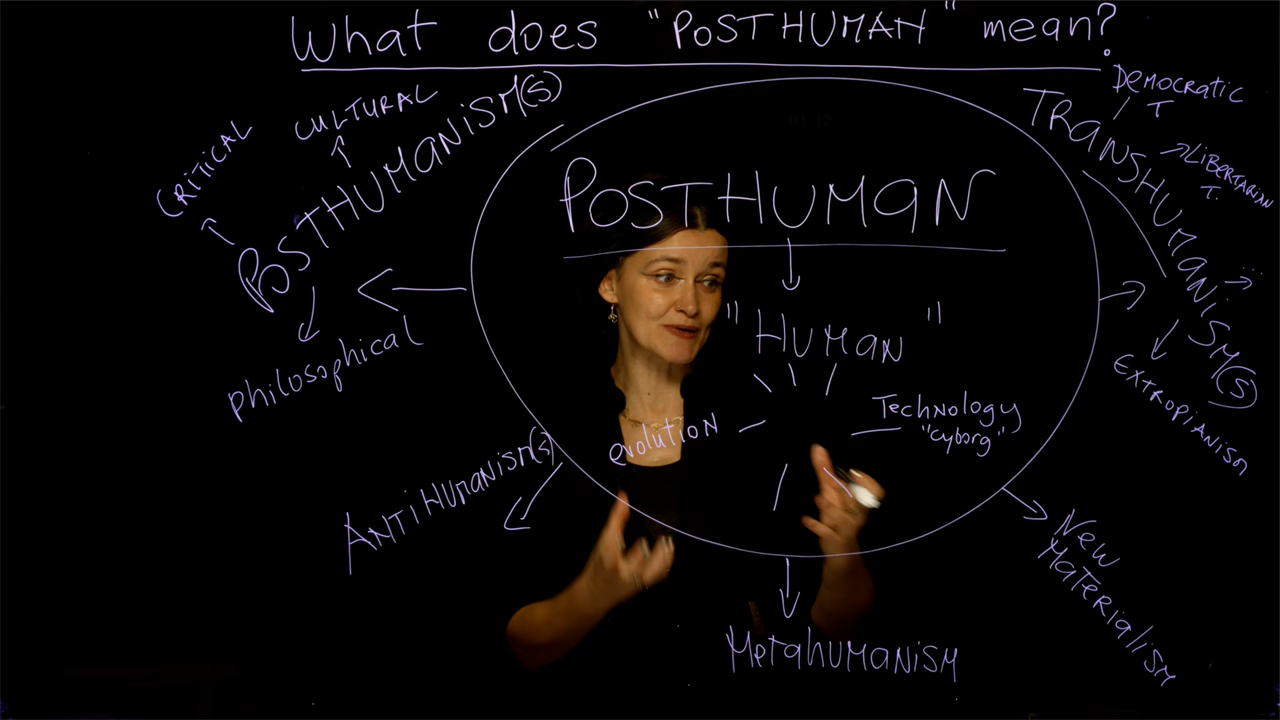 What does "POSTHUMAN" mean?
CRITICAL
CULTURAL
POSTHUMANISM(S)
philosophical
ANTIHUMANISM(S)
POSTHUMAN
"HUMAN"
evolution
Technology
"cyborg"
Metahumanism
DEMOCRATIC
T
TRANSHUMANISM(S)
LIBERTARIAN
T.
...
EXTROPIANISM
New
Materialism